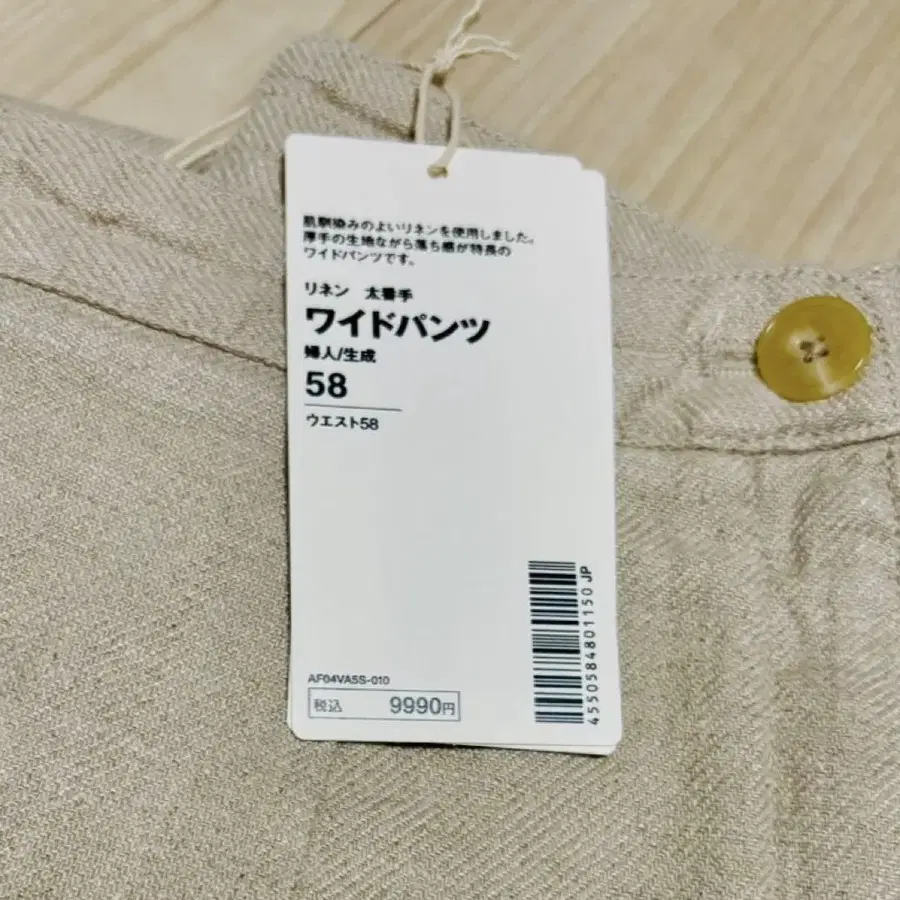 肌馴染みのよいリネンを使用しました。
厚手の生地ながら落ち感が特長の
ワイドパンツです。
リネン　太番手
ワイドパンツ
婦人/生成
58
ウエスト58
AF04VA5S-010
税込 9990円
4550584801150 JP